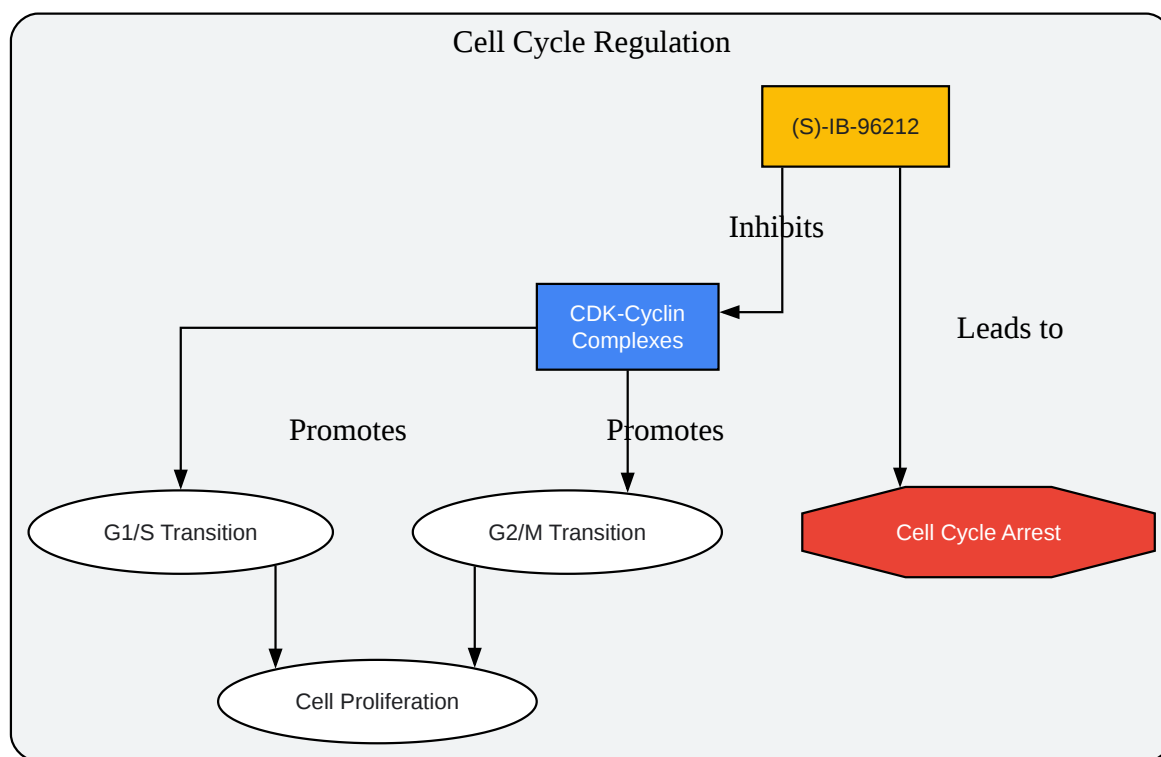 Cell Cycle Regulation
(S)-IB-96212
Inhibits
CDK-Cyclin
Complexes
Leads to
Promotes
Promotes
G1/S Transition
G2/M Transition
Cell Cycle Arrest
Cell Proliferation